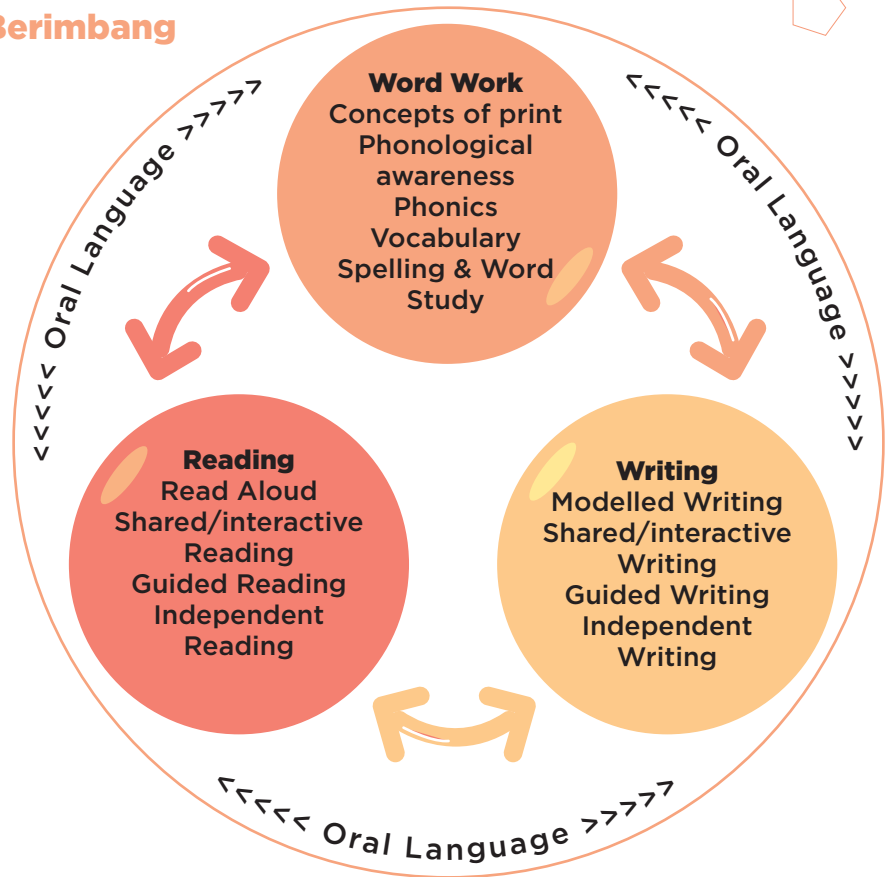 Berimbang
<<<<< Oral Language >>>>>
<<<<< Oral Language >>>>>
Word Work
Concepts of print
Phonological
awareness
Phonics
Vocabulary
Spelling & Word
Study
Reading
Read Aloud
Shared/interactive
Reading
Guided Reading
Independent
Reading
Writing
Modelled Writing
Shared/interactive
Writing
Guided Writing
Independent
Writing
<<<<< Oral Language >>>>>